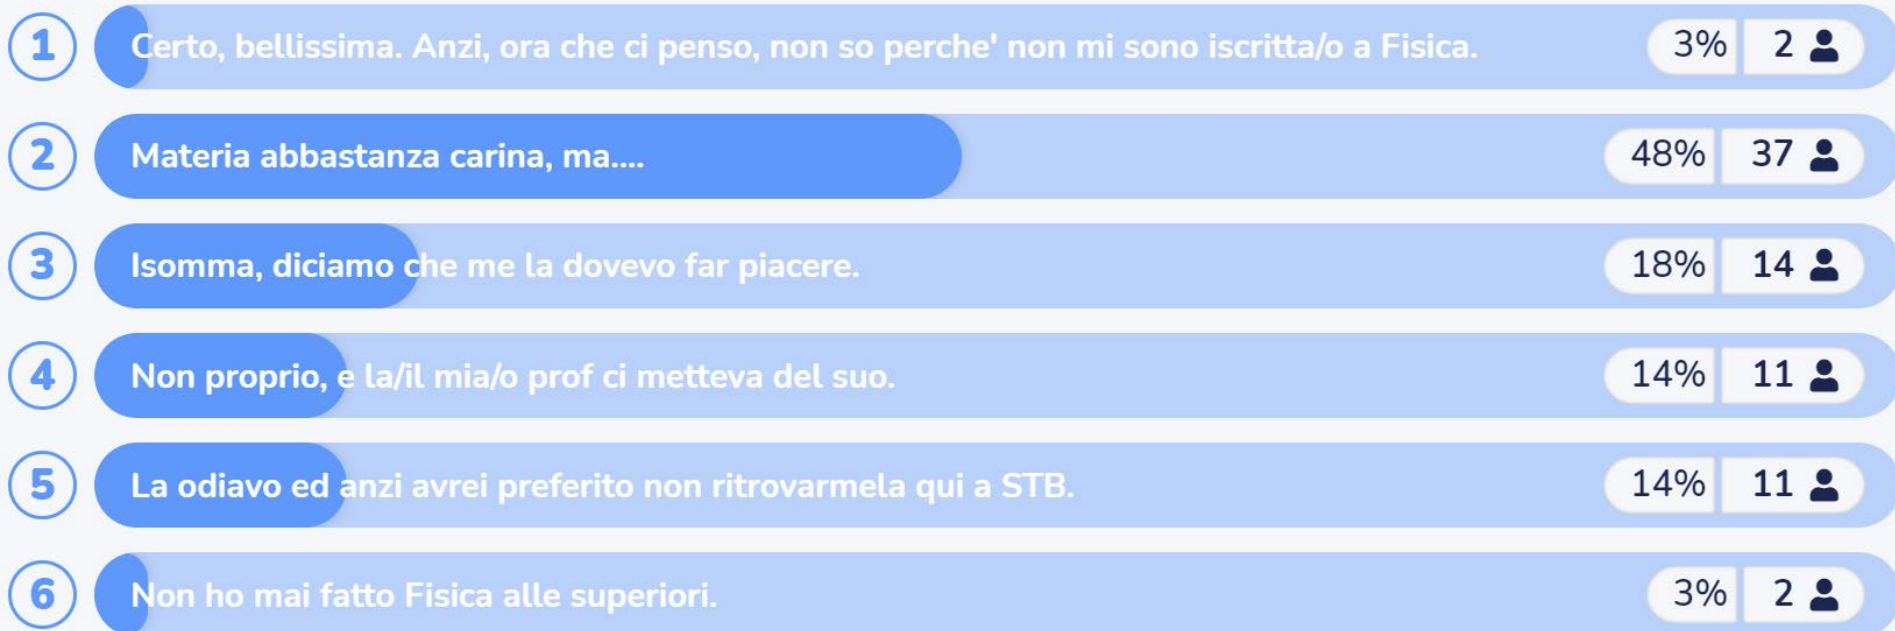 1 Certo, bellissima. Anzi, ora che ci penso, non so perche' non mi sono iscritta/o a Fisica. 3% 2
2 Materia abbastanza carina, ma.... 48% 37
3 Isomma, diciamo che me la dovevo far piacere. 18% 14
4 Non proprio, e la/il mia/o prof ci metteva del suo. 14% 11
5 La odiavo ed anzi avrei preferito non ritrovarmela qui a STB. 14% 11
6 Non ho mai fatto Fisica alle superiori. 3% 2